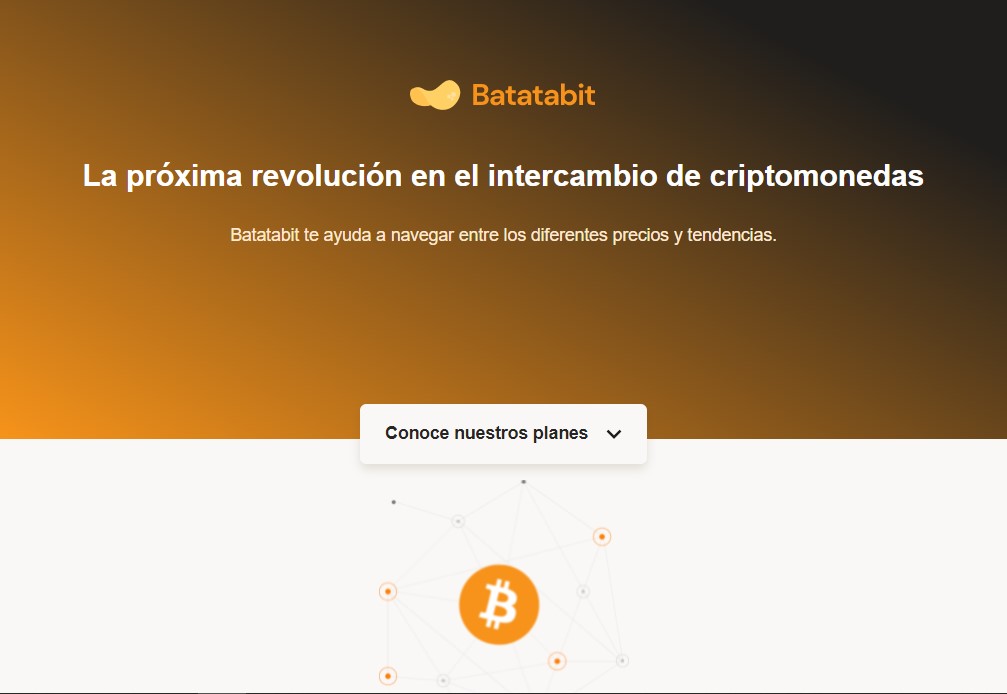 Batatabit
La próxima revolución en el intercambio de criptomonedas
Batatabit te ayuda a navegar entre los diferentes precios y tendencias.
Conoce nuestros planes